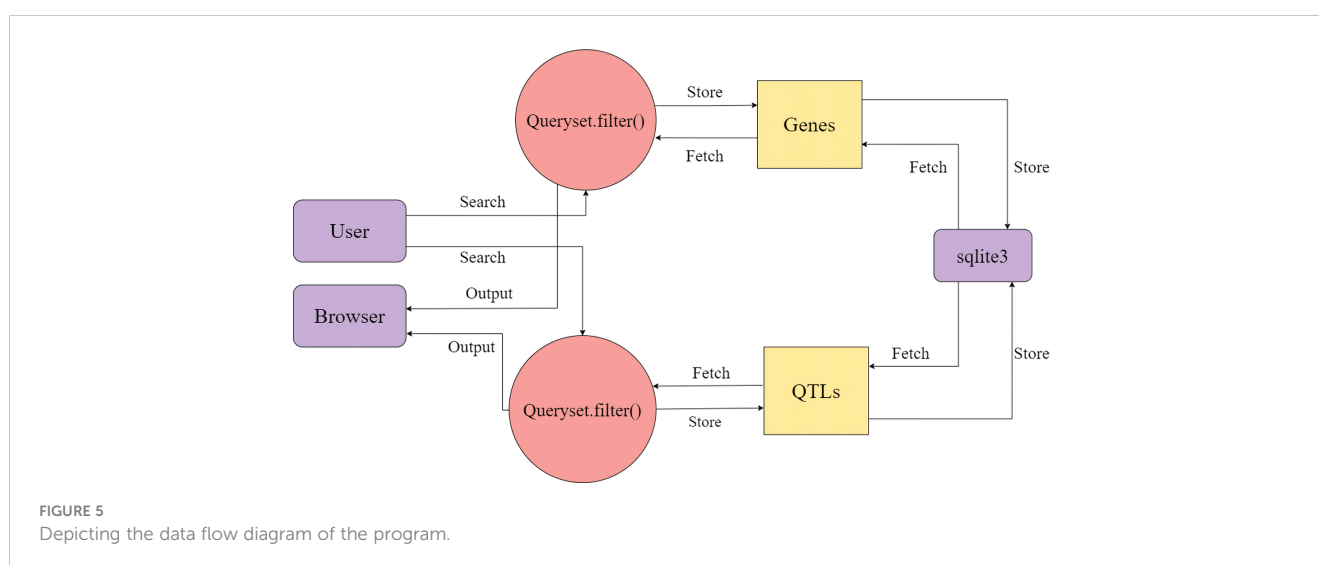 Store
Queryset.filter()
Genes
Fetch
Fetch
Store
Search
User
sqlite3
Search
Output
Browser
Output
Fetch
Store
Fetch
QTLs
Queryset.filter()
Store
FIGURE 5
Depicting the data flow diagram of the program.